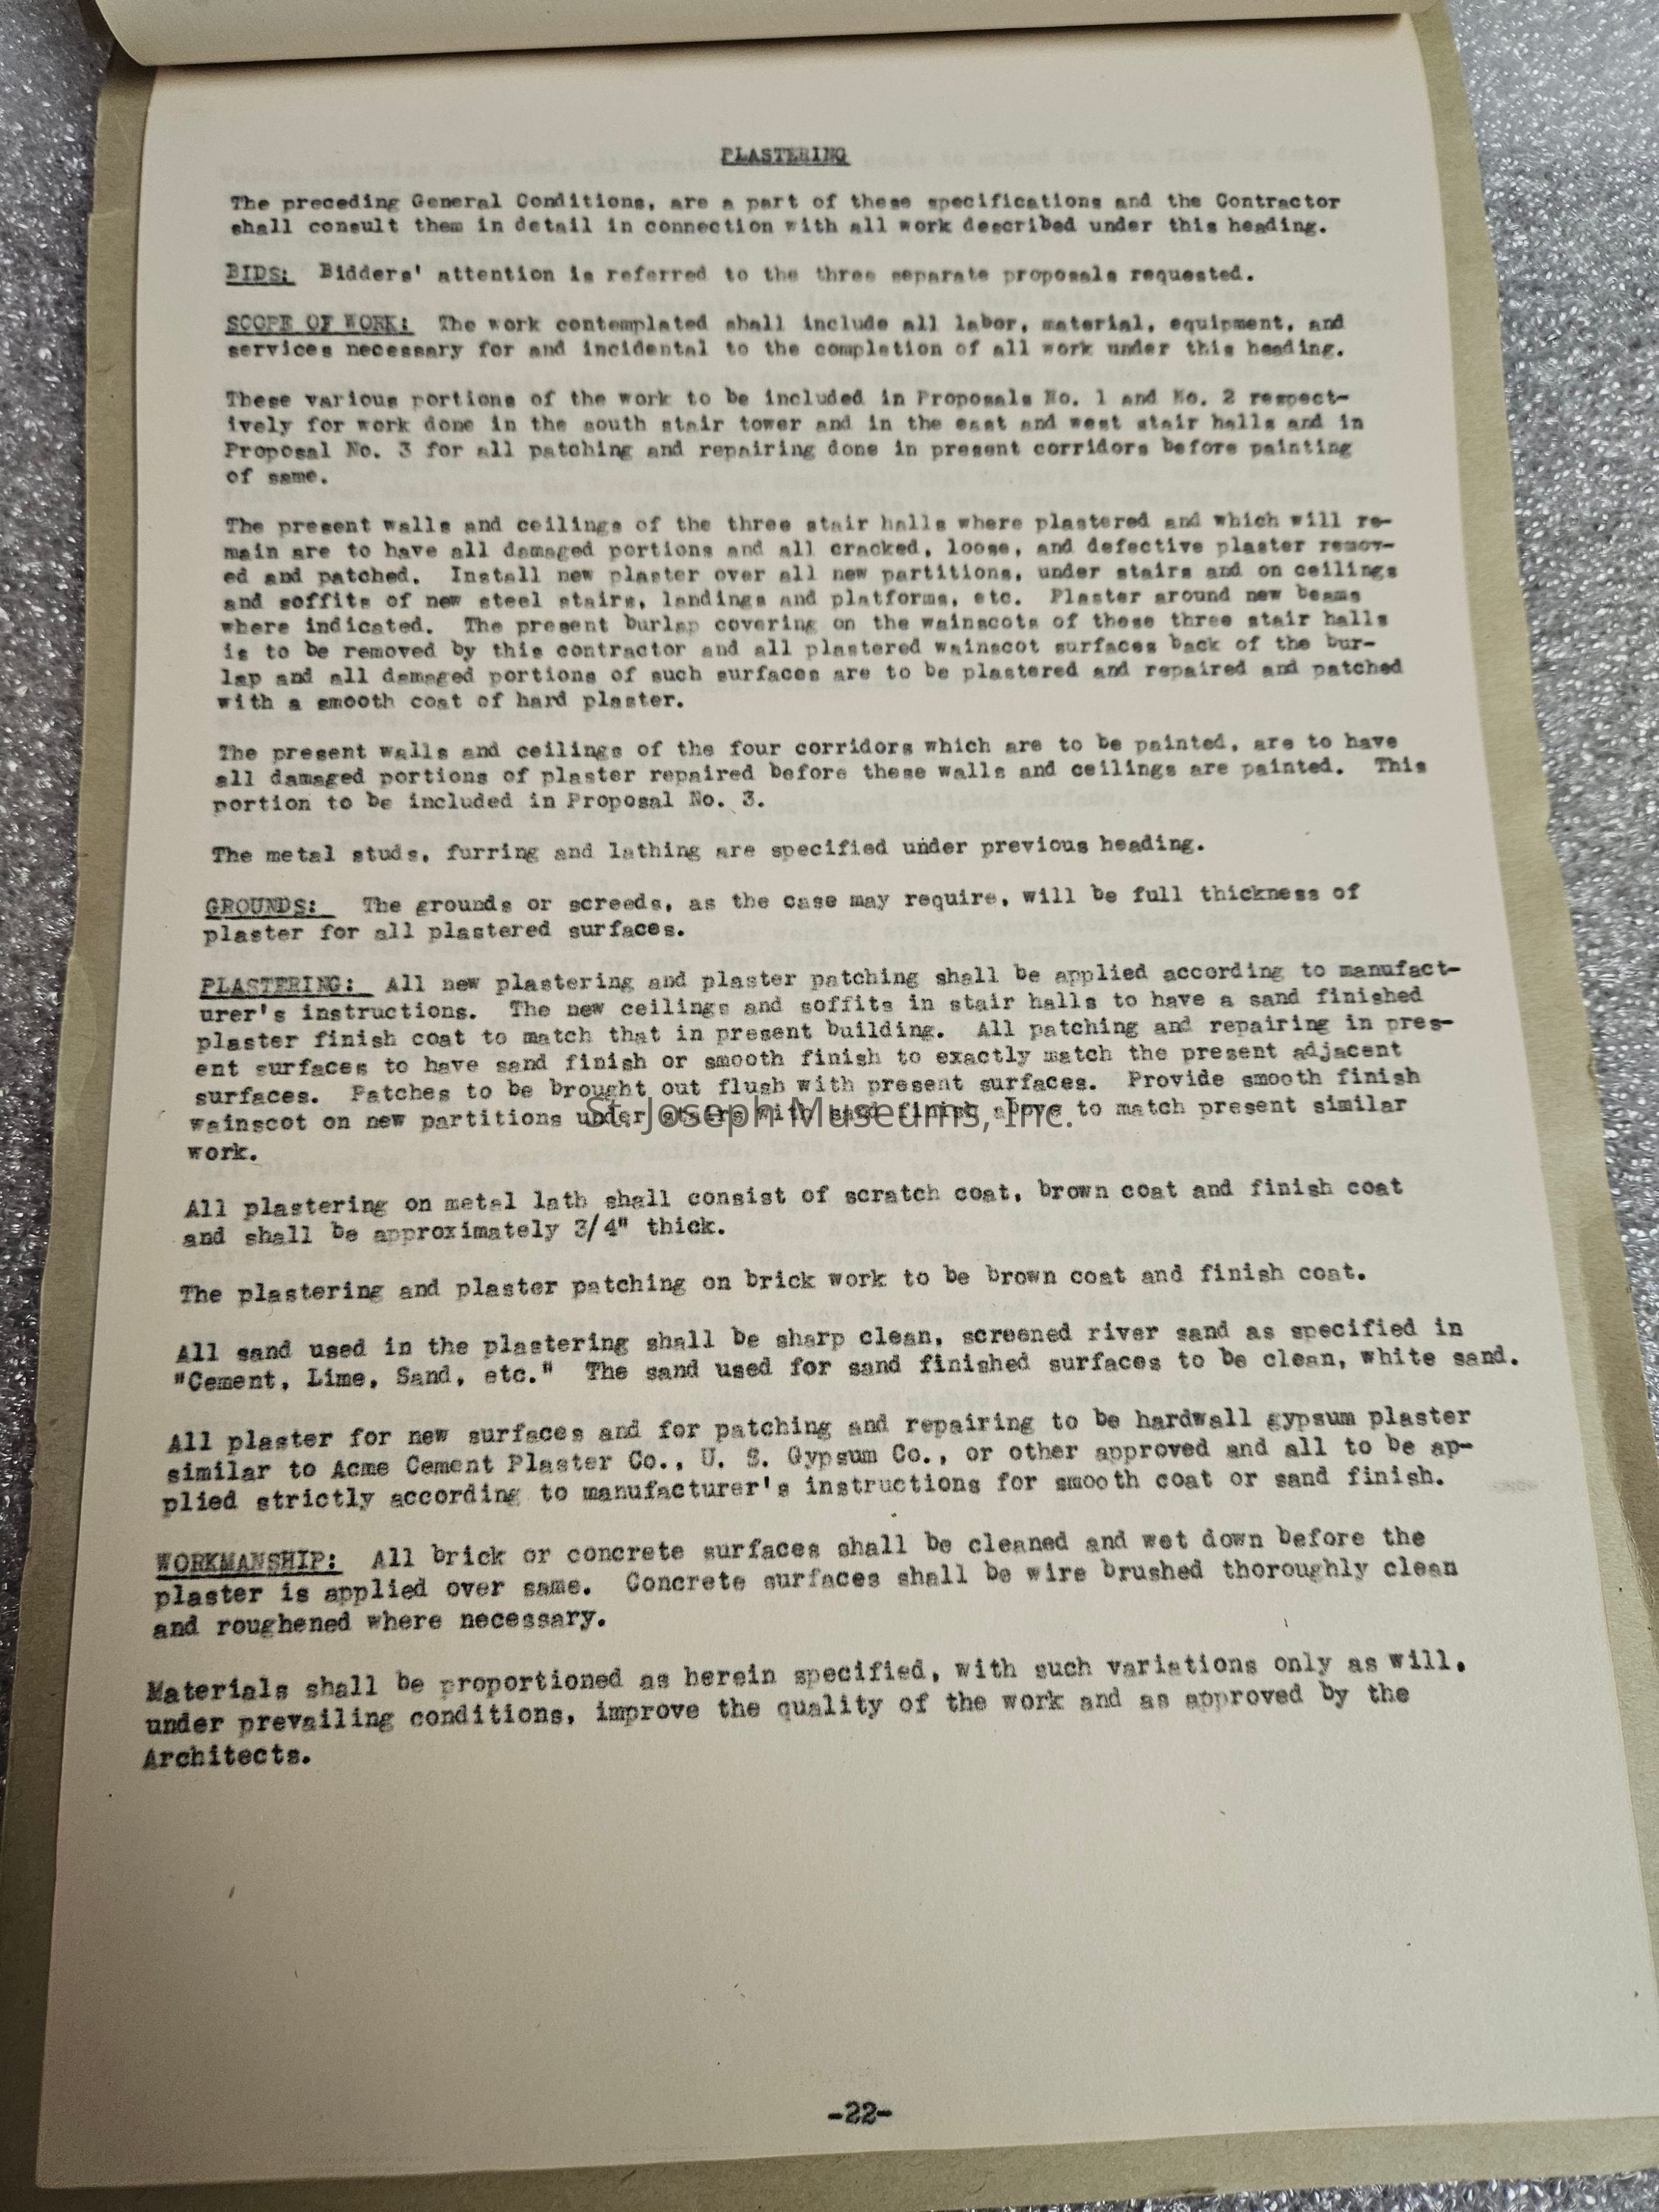 PLASTERING
The preceding General Conditions, are a part of these specifications and the Contractor
shall consult them in detail in connection with all work described under this heading.
BIDS: Bidders' attention is referred to the three separate proposals requested.
SCOPE OF WORK: The work contemplated shall include all labor, material, equipment, and
services necessary for and incidental to the completion of all work under this heading.
These various portions of the work to be included in Proposals No. 1 and No. 2 respect-
ively for work done in the south stair tower and in the east and west stair halls and in
Proposal No. 3 for all patching and repairing done in present corridors before painting
of same.
The present walls and ceilings of the three stair halls where plastered and which will re-
main are to have all damaged portions and all cracked, loose, and defective plaster remov-
ed and patched. Install new plaster over all new partitions, under stairs and on ceilings
and soffits of new steel stairs, landings and platforms, etc. Plaster around new beams
where indicated. The present burlap covering on the wainscots of these three stair halls
is to be removed by this contractor and all plastered wainscot surfaces back of the bur-
lap and all damaged portions of such surfaces are to be plastered and repaired and patched
with a smooth coat of hard plaster.
The present walls and ceilings of the four corridors which are to be painted, are to have
all damaged portions of plaster repaired before these walls and ceilings are painted. This
portion to be included in Proposal No. 3.
The metal studs, furring and lathing are specified under previous heading.
GROUNDS: The grounds or screeds, as the case may require, will be full thickness of
plaster for all plastered surfaces.
PLASTERING: All new plastering and plaster patching shall be applied according to manufact-
urer's instructions. The new ceilings and soffits in stair halls to have a sand finished
plaster finish coat to match that in present building. All patching and repairing in pres-
ent surfaces to have sand finish or smooth finish to exactly match the present adjacent
surfaces. Patches to be brought out flush with present surfaces. Provide smooth finish
wainscot on new partitions under stairs with sand finish above to match present similar
work.
St. Joseph Museums, Inc.
All plastering on metal lath shall consist of scratch coat, brown coat and finish coat
and shall be approximately 3/4" thick.
The plastering and plaster patching on brick work to be brown coat and finish coat.
All sand used in the plastering shall be sharp clean, screened river sand as specified in
"Cement, Lime, Sand, etc." The sand used for sand finished surfaces to be clean, white sand.
All plaster for new surfaces and for patching and repairing to be hardwall gypsum plaster
similar to Acme Cement Plaster Co., U. S. Gypsum Co., or other approved and all to be ap-
plied strictly according to manufacturer's instructions for smooth coat or sand finish.
WORKMANSHIP: All brick or concrete surfaces shall be cleaned and wet down before the
plaster is applied over same. Concrete surfaces shall be wire brushed thoroughly clean
and roughened where necessary.
Materials shall be proportioned as herein specified, with such variations only as will,
under prevailing conditions, improve the quality of the work and as approved by the
Architects.
-22-